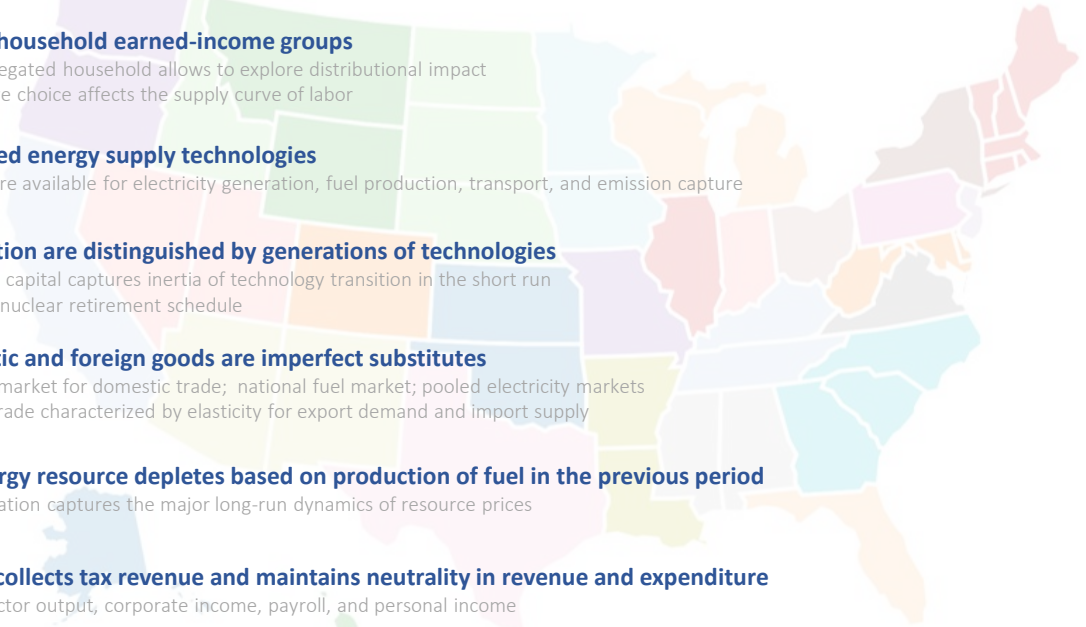 household earned-income groups
egated household allows to explore distributional impact
e choice affects the supply curve of labor
ed energy supply technologies
re available for electricity generation, fuel production, transport, and emission capture
tion are distinguished by generations of technologies
capital captures inertia of technology transition in the short run
nuclear retirement schedule
tic and foreign goods are imperfect substitutes
market for domestic trade; national fuel market; pooled electricity markets
rade characterized by elasticity for export demand and import supply
rgy resource depletes based on production of fuel in the previous period
ation captures the major long-run dynamics of resource prices
collects tax revenue and maintains neutrality in revenue and expenditure
ctor output, corporate income, payroll, and personal income